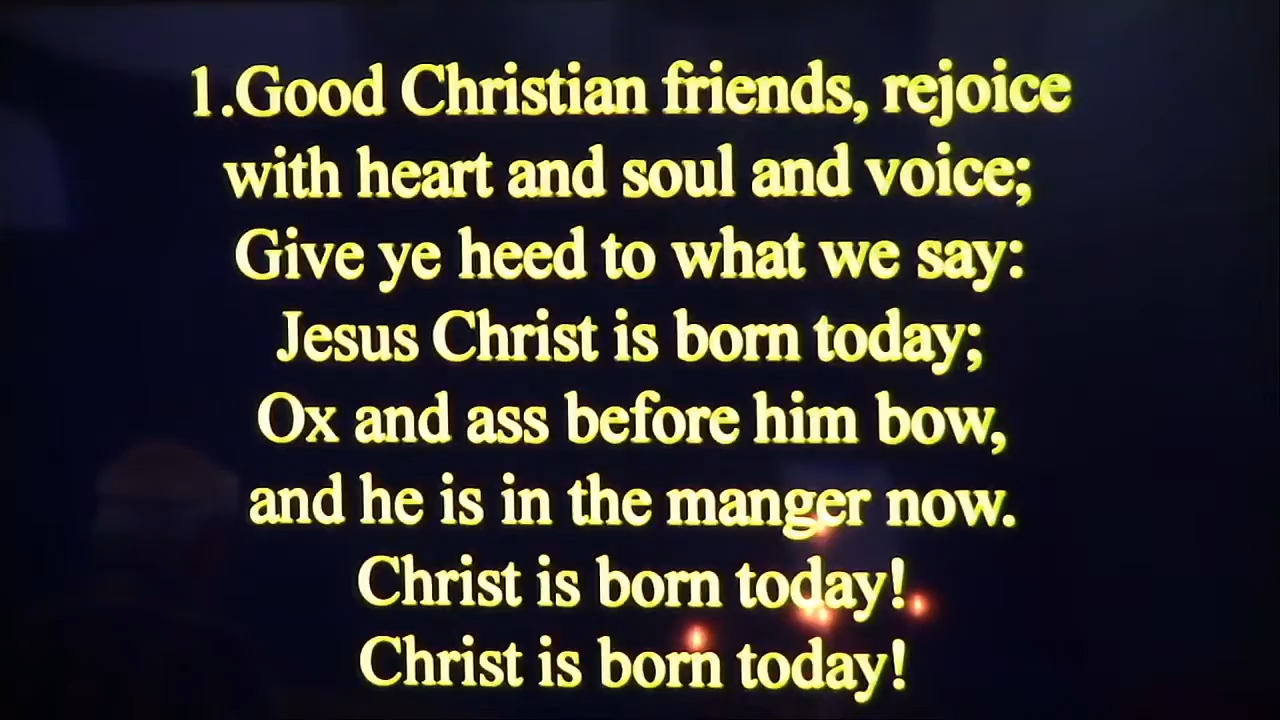 1.Good Christian friends, rejoice
with heart and soul and voice;
Give ye heed to what we say:
Jesus Christ is born today;
Ox and ass before him bow,
and he is in the manger now.
Christ is born today!
Christ is born today!